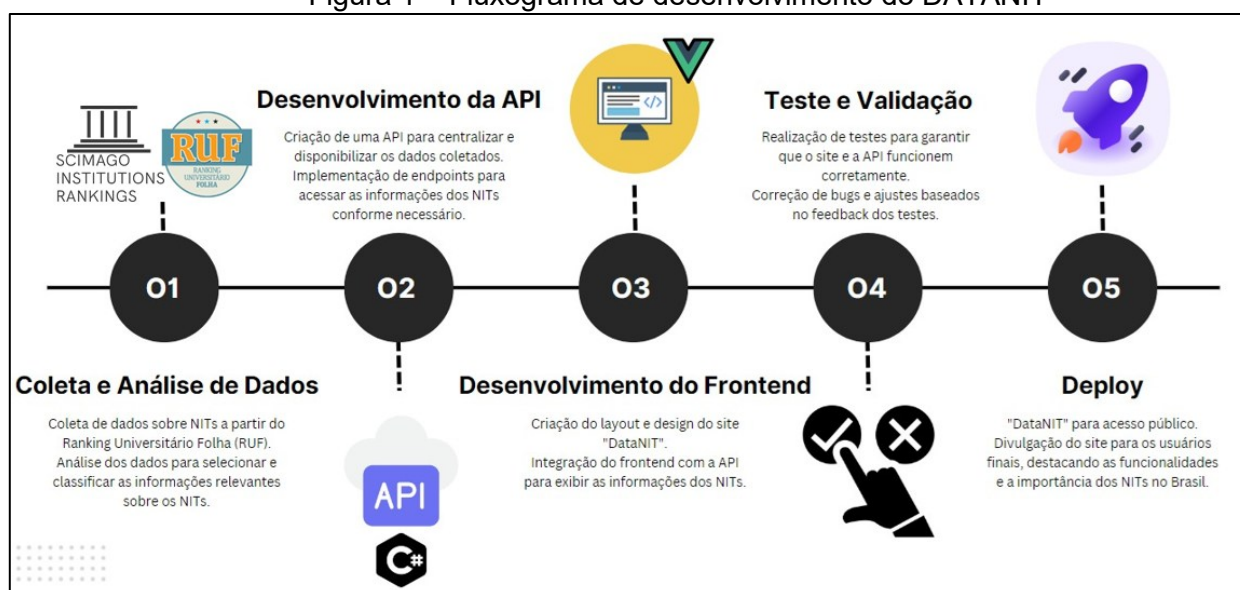 Figura 1 – Fluxograma do desenvolvimento do DATANIT
SCIMAGO
INSTITUTIONS
RANKINGS
RUF
RANKING
UNIVERSITÁRIO
FOLHA
Desenvolvimento da API
Criação de uma API para centralizar e
disponibilizar os dados coletados.
Implementação de endpoints para
acessar as informações dos NITs
conforme necessário.
</>
Teste e Validação
Realização de testes para garantir
que o site e a API funcionem
corretamente.
Correção de bugs e ajustes baseados
no feedback dos testes.
01
02
03
04
05
Coleta e Análise de Dados
Coleta de dados sobre NITs a partir do
Ranking Universitário Folha (RUF).
Análise dos dados para selecionar e
classificar as informações relevantes
sobre os NITs.
API
C#
Desenvolvimento do Frontend
Criação do layout e design do site
"DataNIT".
Integração do frontend com a API
para exibir as informações dos NITs.
Deploy
"DataNIT" para acesso público.
Divulgação do site para os usuários
finais, destacando as funcionalidades
e a importância dos NITs no Brasil.